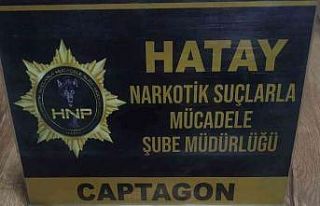 HATAY
NARKOTİK SUÇLARLA
MÜCADELE
ŞUBE MÜDÜRLÜĞÜ
HNP
CAPTAGON